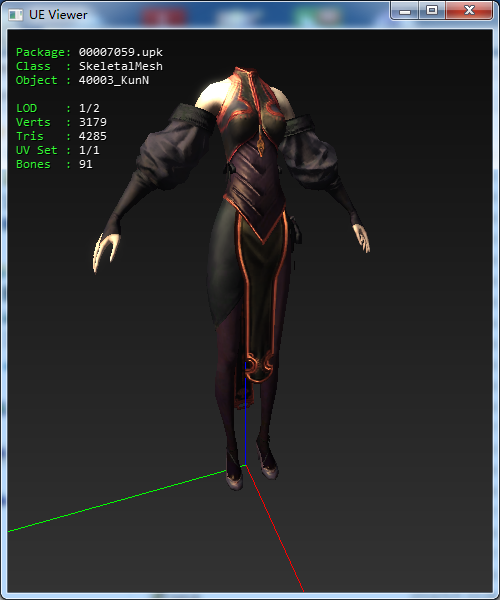 UE Viewer
Package: 00007059.upk
Class : SkeletalMesh
Object : 40003_KunN
LOD : 1/2
Verts : 3179
Tris : 4285
UV Set : 1/1
Bones : 91